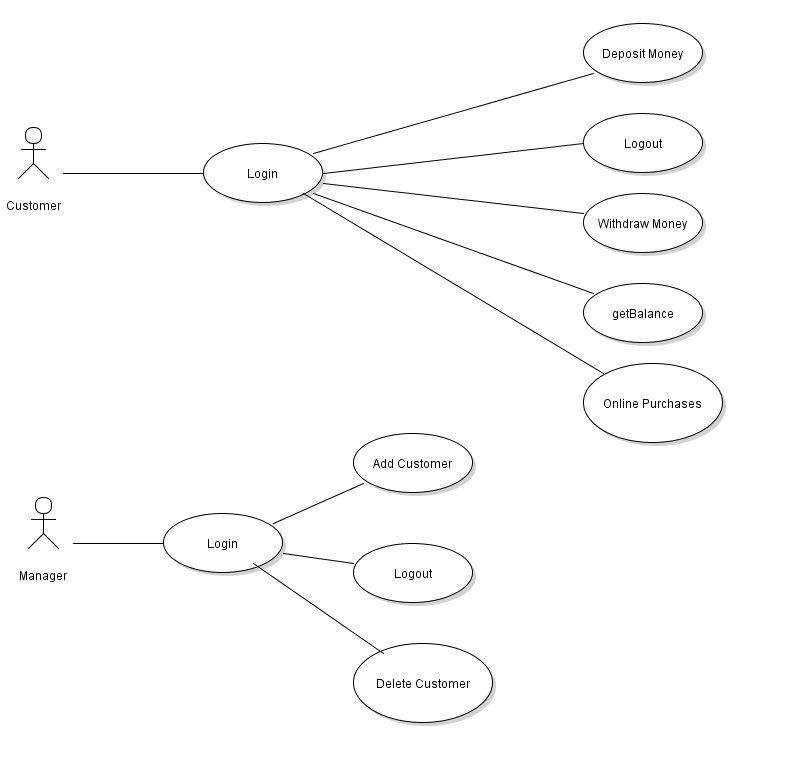 Deposit Money
Logout
Login
Customer
Withdraw Money
getBalance
Online Purchases
Add Customer
Login
Manager
Logout
Delete Customer